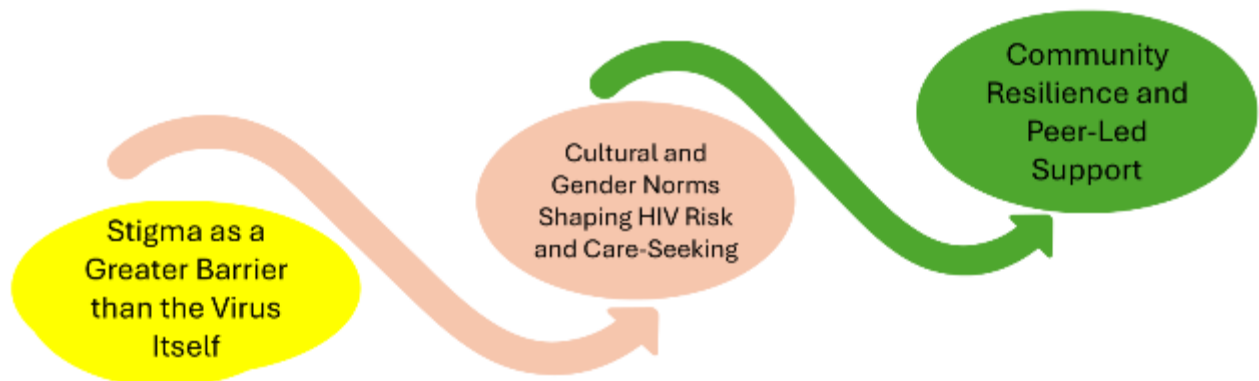 Stigma as a
Greater Barrier
than the Virus
Itself
Cultural and
Gender Norms
Shaping HIV Risk
and Care-Seeking
Community
Resilience and
Peer-Led
Support